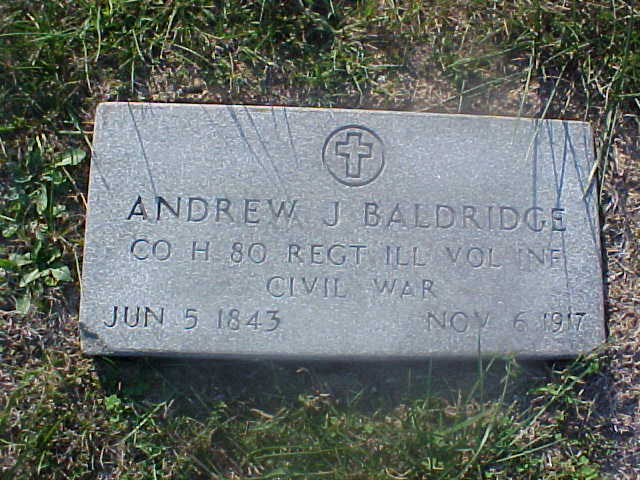 ANDREW J BALDRIDGE
CO H 80 REGT ILL VOL INF
CIVIL WAR
JUN 5 1843 NOV 6 1917